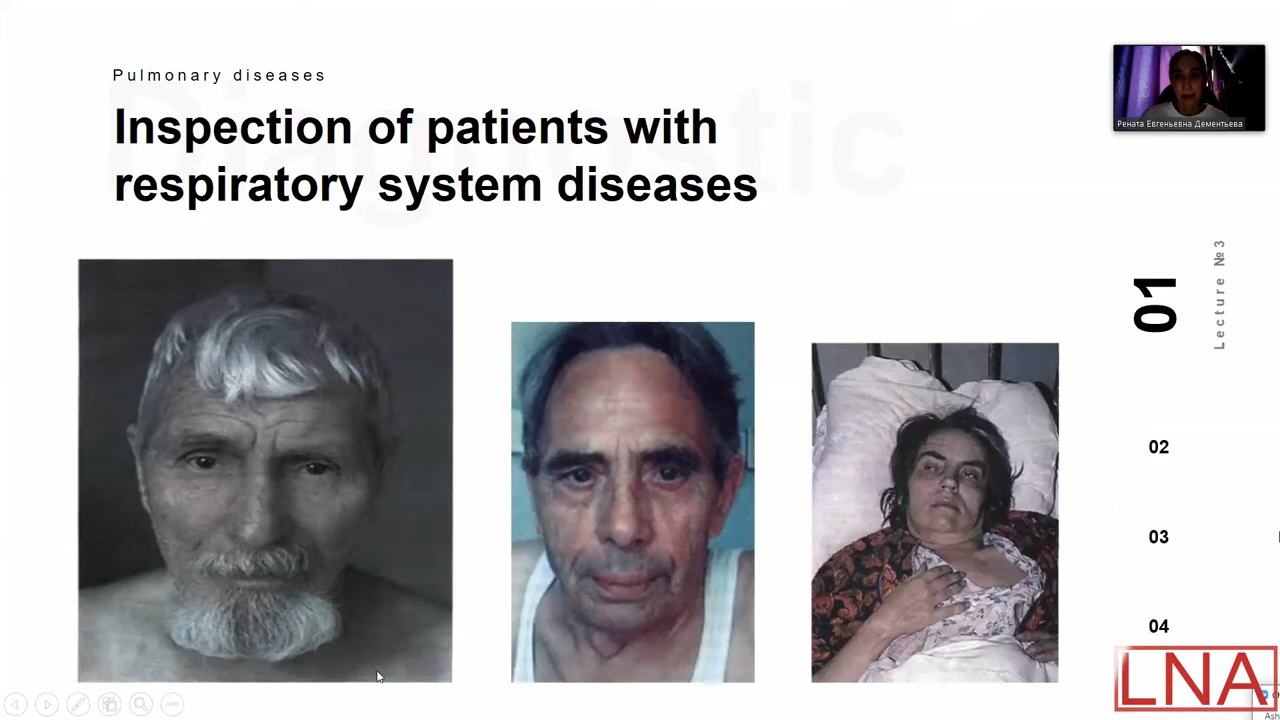 Pulmonary diseases
Diagnostic
Inspection of patients with
respiratory system diseases
Рената Евгеньевна Дементьева
01
Lecture №3
02
03
04
LNA